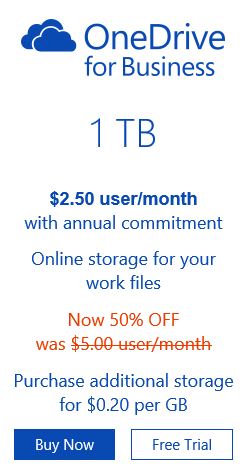 OneDrive
for Business
1 TB
$2.50 user/month
with annual commitment
Online storage for your
work files
Now 50% OFF
was $5.00 user/month
Purchase additional storage
for $0.20 per GB
Buy Now
Free Trial